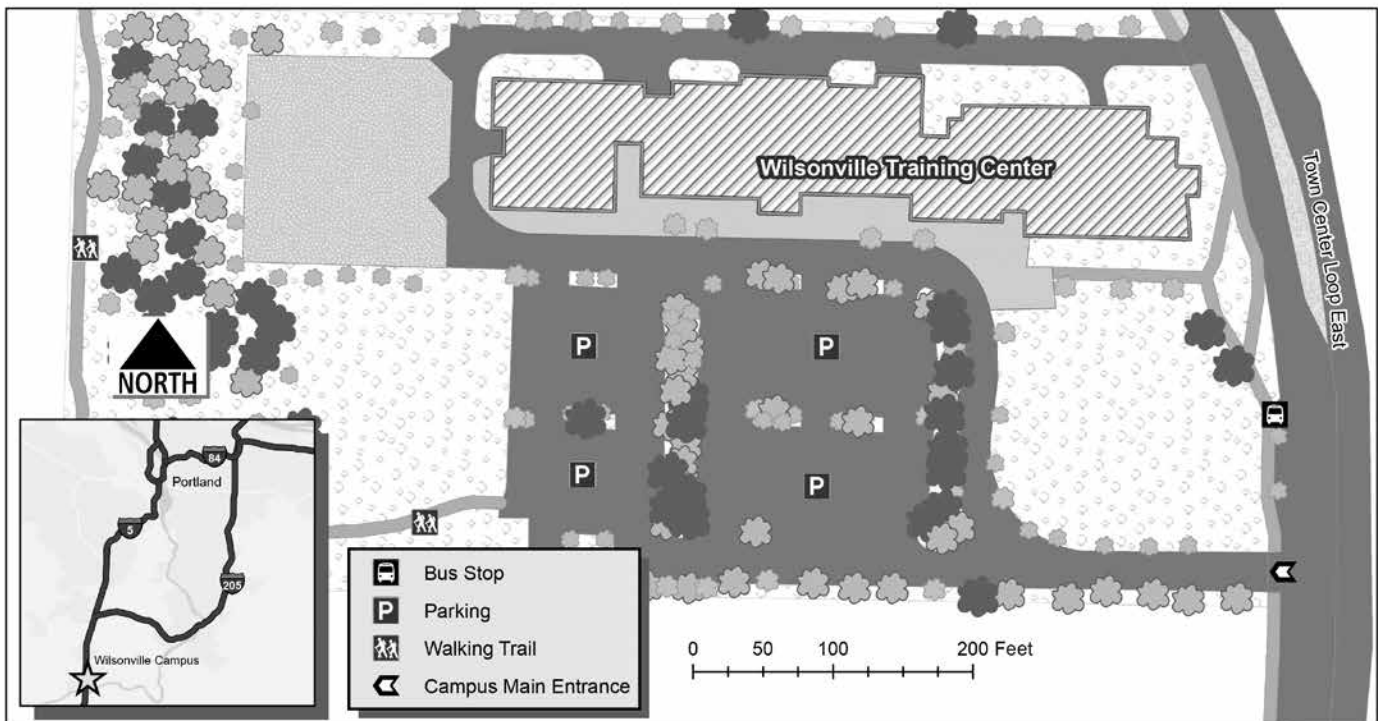 Wilsonville Training Center
Town Center Loop East
P
P
P
P
NORTH
84
Portland
5
205
Wilsonville Campus
Bus Stop
P
Parking
Walking Trail
Campus Main Entrance
0 50 100 200 Feet